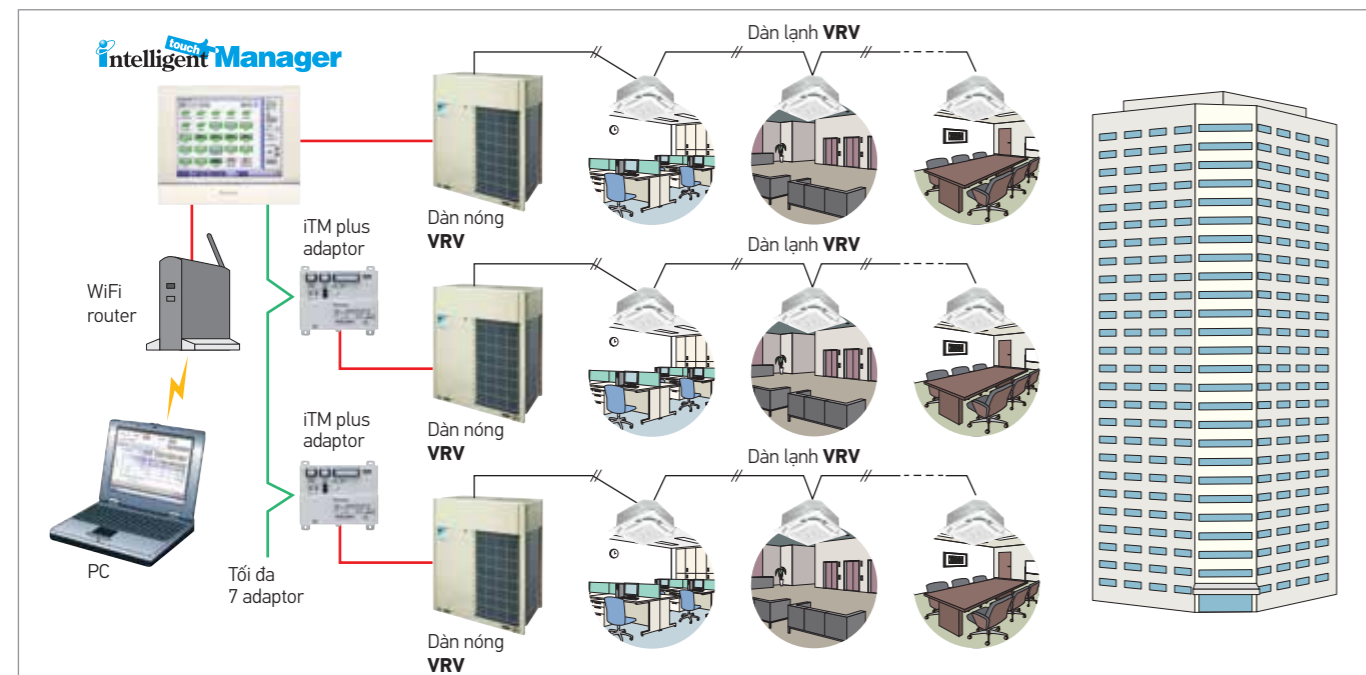 intelligent touch Manager
Dàn lạnh VRV
Dàn nóng
VRV
iTM plus
adaptor
WiFi
router
Dàn lạnh VRV
Dàn nóng
VRV
iTM plus
adaptor
PC
Tối đa
7 adaptor
Dàn lạnh VRV
Dàn nóng
VRV